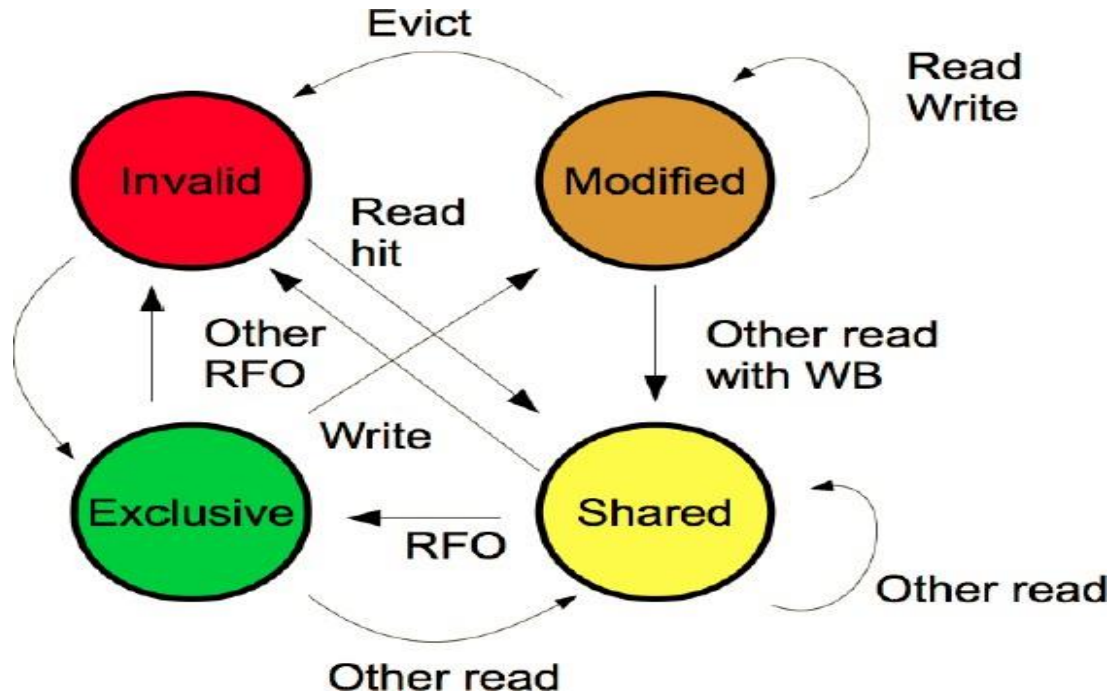 Evict
Read
Write
Invalid
Modified
Read
hit
Other
RFO
Other read
with WB
Write
Exclusive
Shared
RFO
Other read
Other read